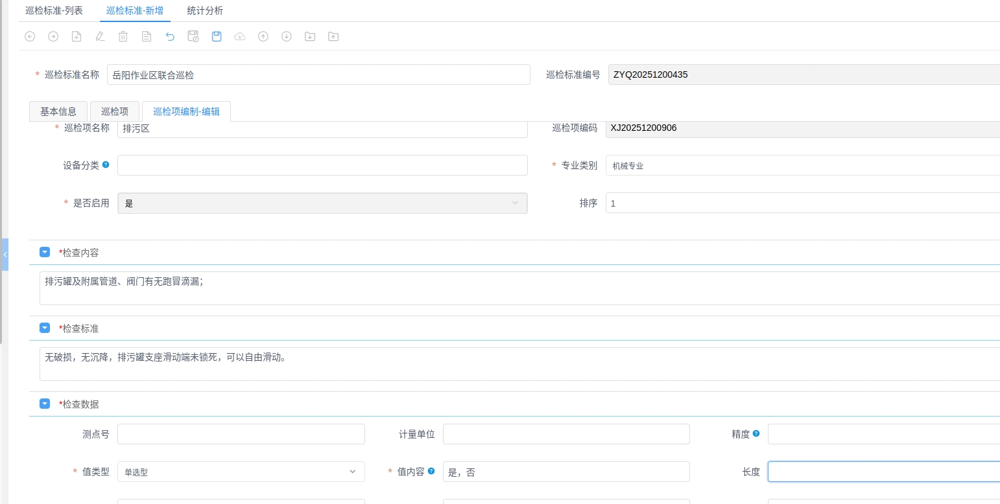 巡检标准-列表 巡检标准-新增 统计分析
* 巡检标准名称 岳阳作业区联合巡检 巡检标准编号 ZYQ20251200435
基本信息 巡检项 巡检项编制-编辑
* 巡检项名称 排污区 巡检项编码 XJ20251200906
设备分类 ? * 专业类别 机械专业
* 是否启用 是 排序 1
*检查内容
排污罐及附属管道、阀门有无跑冒滴漏；
*检查标准
无破损，无沉降，排污罐支座滑动端未锁死，可以自由滑动。
*检查数据
测点号 计量单位 精度 ?
* 值类型 单选型 * 值内容 ? 是，否 长度